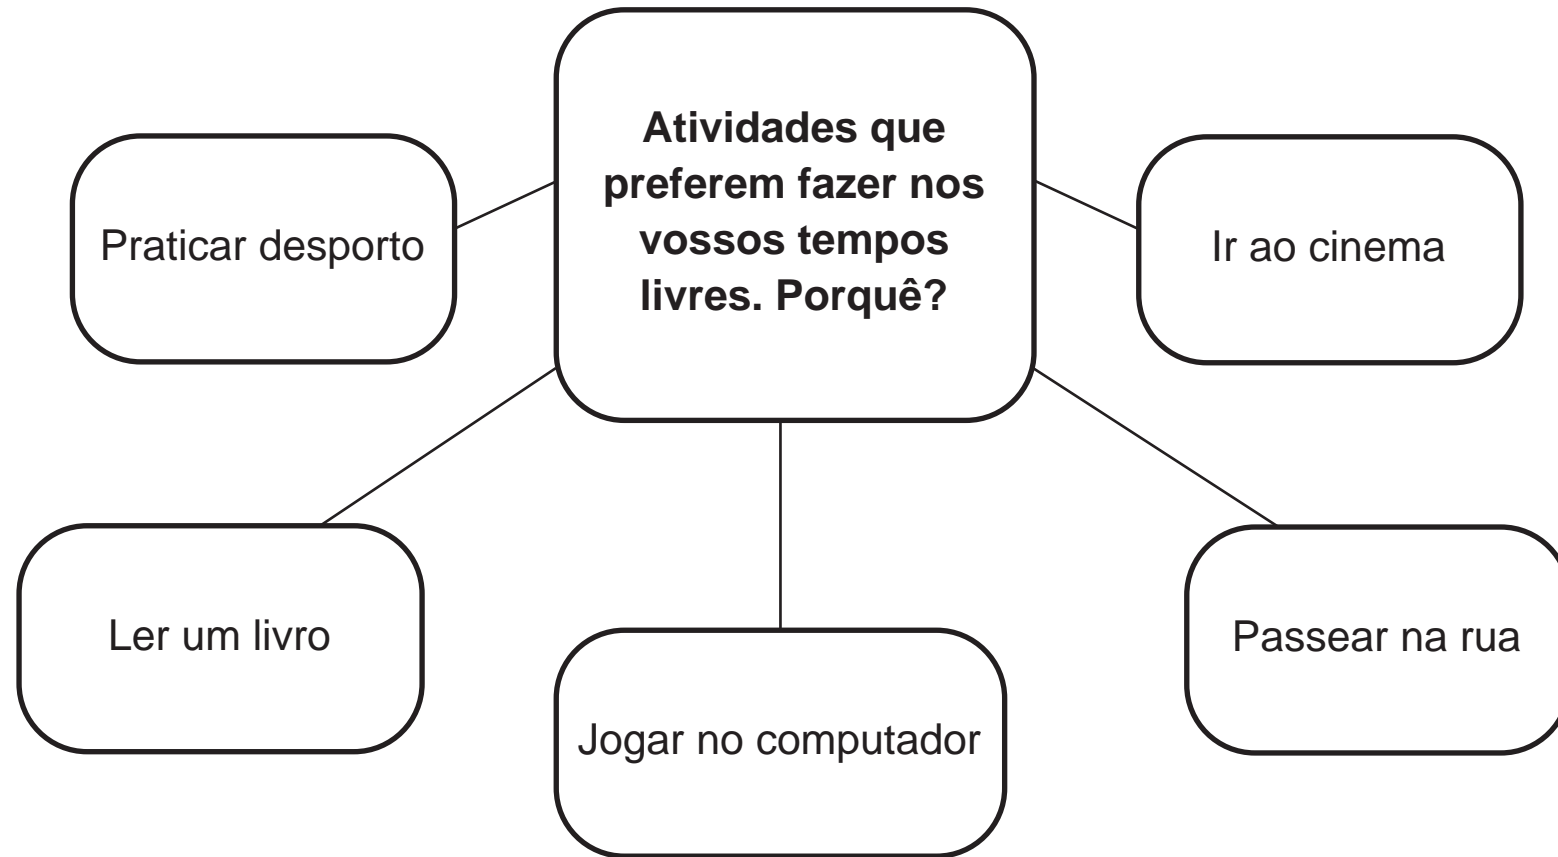 Atividades que
preferem fazer nos
vossos tempos
livres. Porquê?
Praticar desporto
Ir ao cinema
Ler um livro
Passear na rua
Jogar no computador